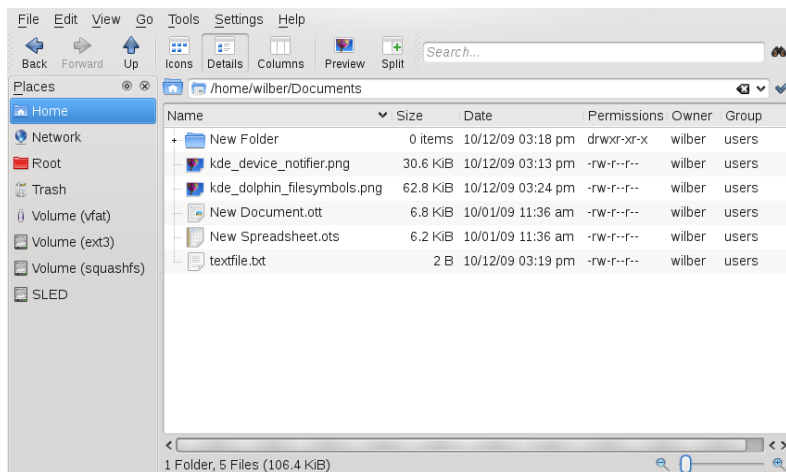 File Edit View Go Tools Settings Help
Back Forward Up Icons Details Columns Preview Split Search...
Places /home/wilber/Documents
Home
Network
Root
Trash
Volume (vfat)
Volume (ext3)
Volume (squashfs)
SLED
Name Size Date Permissions Owner Group
New Folder 0 items 10/12/09 03:18 pm drwxr-xr-x wilber users
kde_device_notifier.png 30.6 KiB 10/12/09 03:13 pm -rw-r--r-- wilber users
kde_dolphin_filesymbols.png 62.8 KiB 10/12/09 03:24 pm -rw-r--r-- wilber users
New Document.ott 6.8 KiB 10/01/09 11:36 am -rw-r--r-- wilber users
New Spreadsheet.ots 6.2 KiB 10/01/09 11:36 am -rw-r--r-- wilber users
textfile.txt 2 B 10/12/09 03:19 pm -rw-r--r-- wilber users
1 Folder, 5 Files (106.4 KiB)